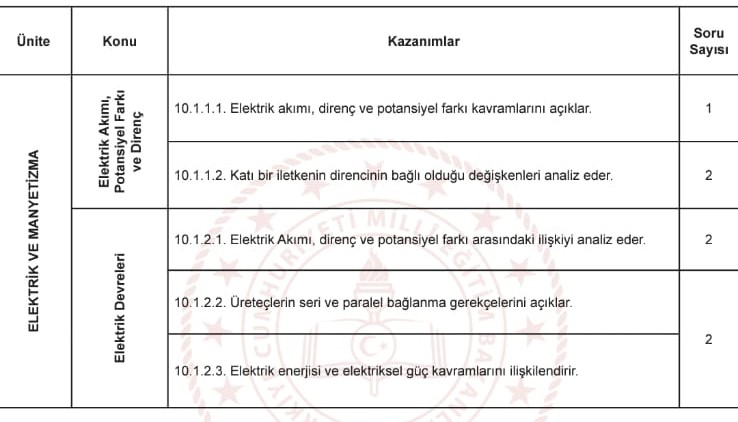 Ünite
Konu
Kazanımlar
Soru
Sayısı
ELEKTRİK VE MANYETİZMA
Elektrik Akımı,
Potansiyel Farkı
ve Direnç
10.1.1.1. Elektrik akımı, direnç ve potansiyel farkı kavramlarını açıklar.
1
10.1.1.2. Katı bir iletkenin direncinin bağlı olduğu değişkenleri analiz eder.
2
Elektrik Devreleri
10.1.2.1. Elektrik Akımı, direnç ve potansiyel farkı arasındaki ilişkiyi analiz eder.
2
10.1.2.2. Üreteçlerin seri ve paralel bağlanma gerekçelerini açıklar.
10.1.2.3. Elektrik enerjisi ve elektriksel güç kavramlarını ilişkilendirir.
2